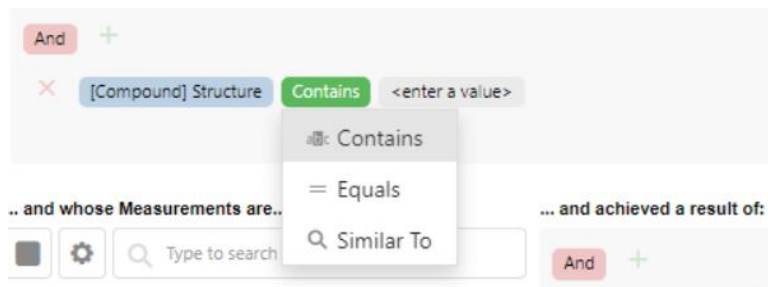 And
[Compound] Structure Contains <enter a value>
Contains
Equals
.. and whose Measurements are.. ... and achieved a result of:
Type to search Similar To
And